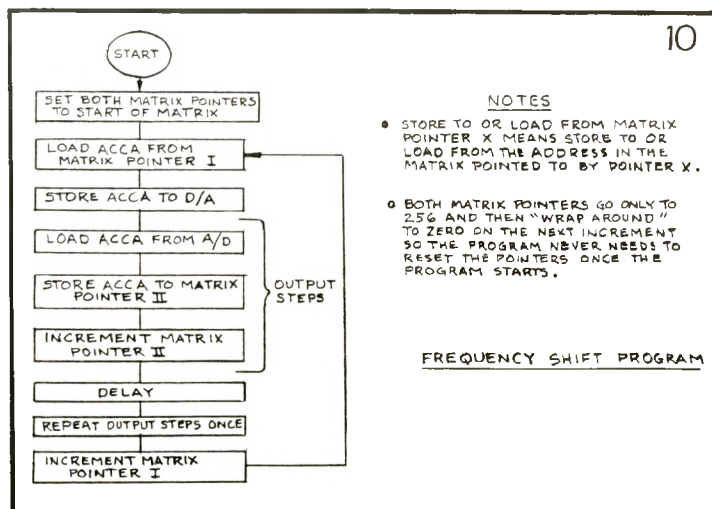 10
START
SET BOTH MATRIX POINTERS
TO START OF MATRIX
LOAD ACCA FROM
MATRIX POINTER I
STORE ACCA TO D/A
LOAD ACCA FROM A/D
STORE ACCA TO MATRIX
POINTER II
INCREMENT MATRIX
POINTER II
OUTPUT
STEPS
DELAY
REPEAT OUTPUT STEPS ONCE
INCREMENT MATRIX
POINTER I
NOTES
• STORE TO OR LOAD FROM MATRIX
POINTER X MEANS STORE TO OR
LOAD FROM THE ADDRESS IN THE
MATRIX POINTED TO BY POINTER X.
• BOTH MATRIX POINTERS GO ONLY TO
256 AND THEN "WRAP AROUND"
TO ZERO ON THE NEXT INCREMENT
SO THE PROGRAM NEVER NEEDS TO
RESET THE POINTERS ONCE THE
PROGRAM STARTS.
FREQUENCY SHIFT PROGRAM